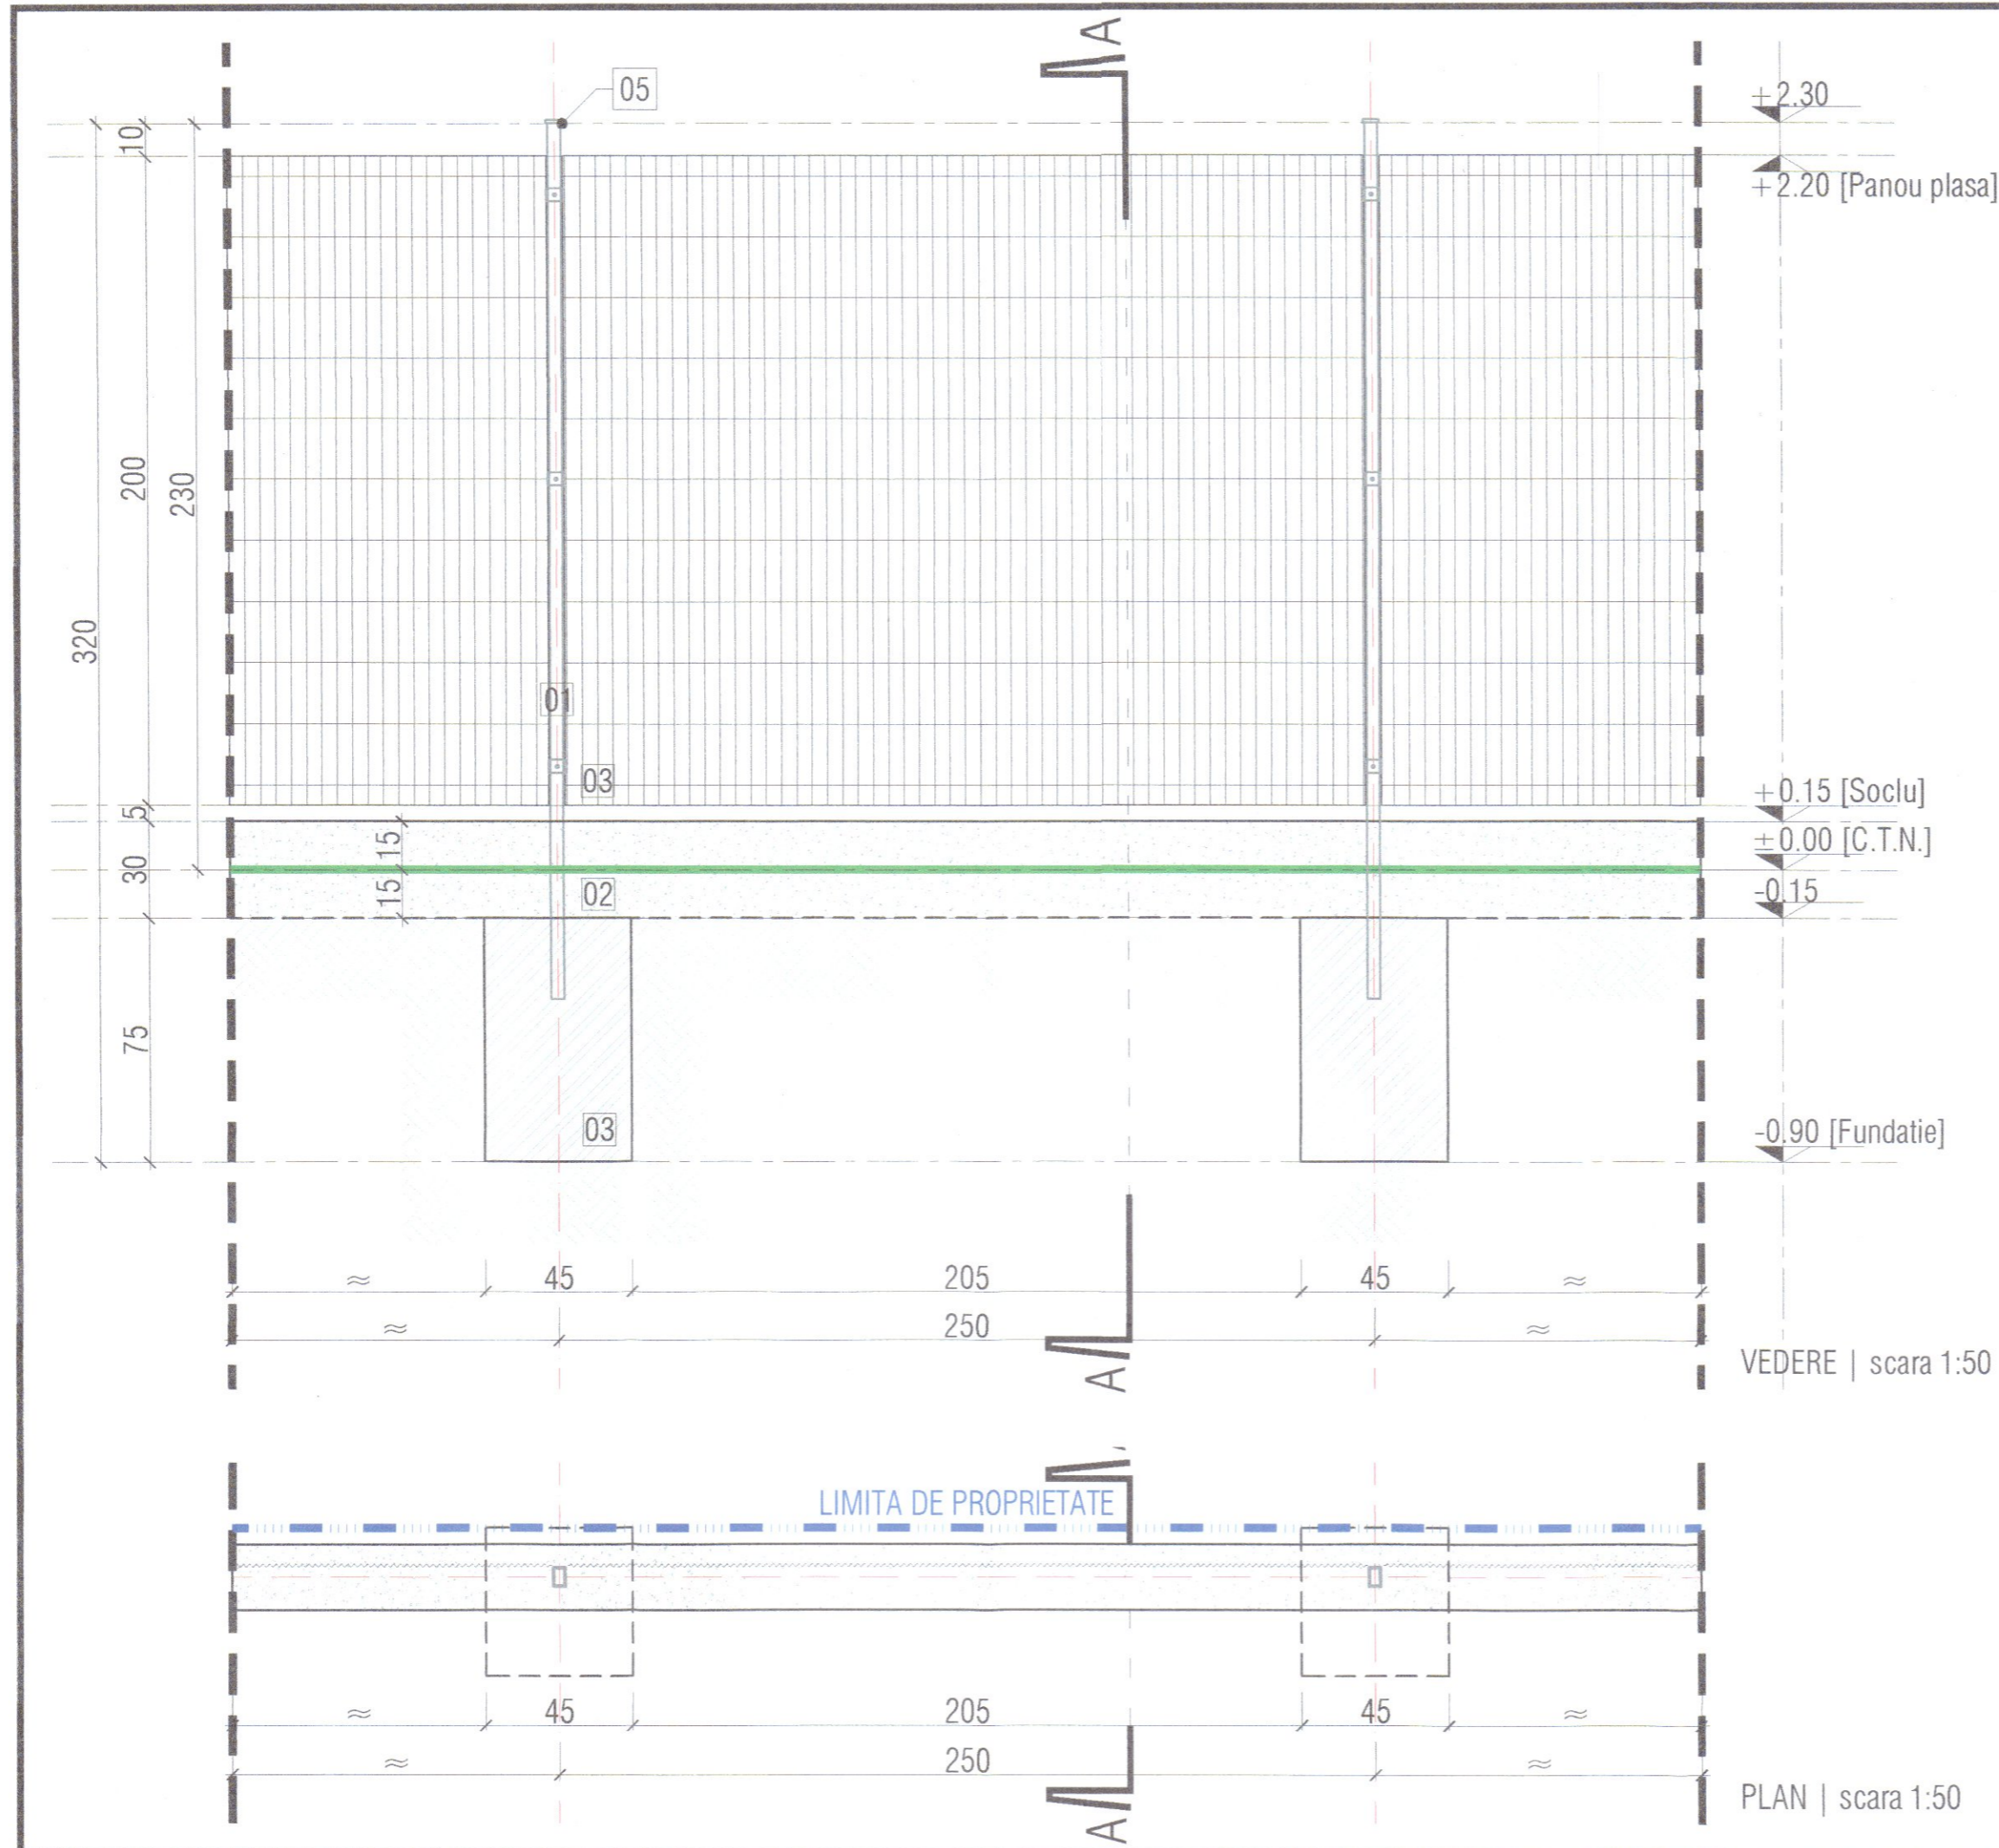 A
05
+2.30
10
+2.20 [Panou plasa]
200
230
320
01
03
+0.15 [Soclu]
5
15
±0.00 [C.T.N.]
30
15
02
-0.15
75
03
-0.90 [Fundatie]
≈ 45 205 45 ≈
≈ 250 ≈
A
VEDERE | scara 1:50
A
LIMITA DE PROPRIETATE
≈ 45 205 45 ≈
≈ 250 ≈
PLAN | scara 1:50
A